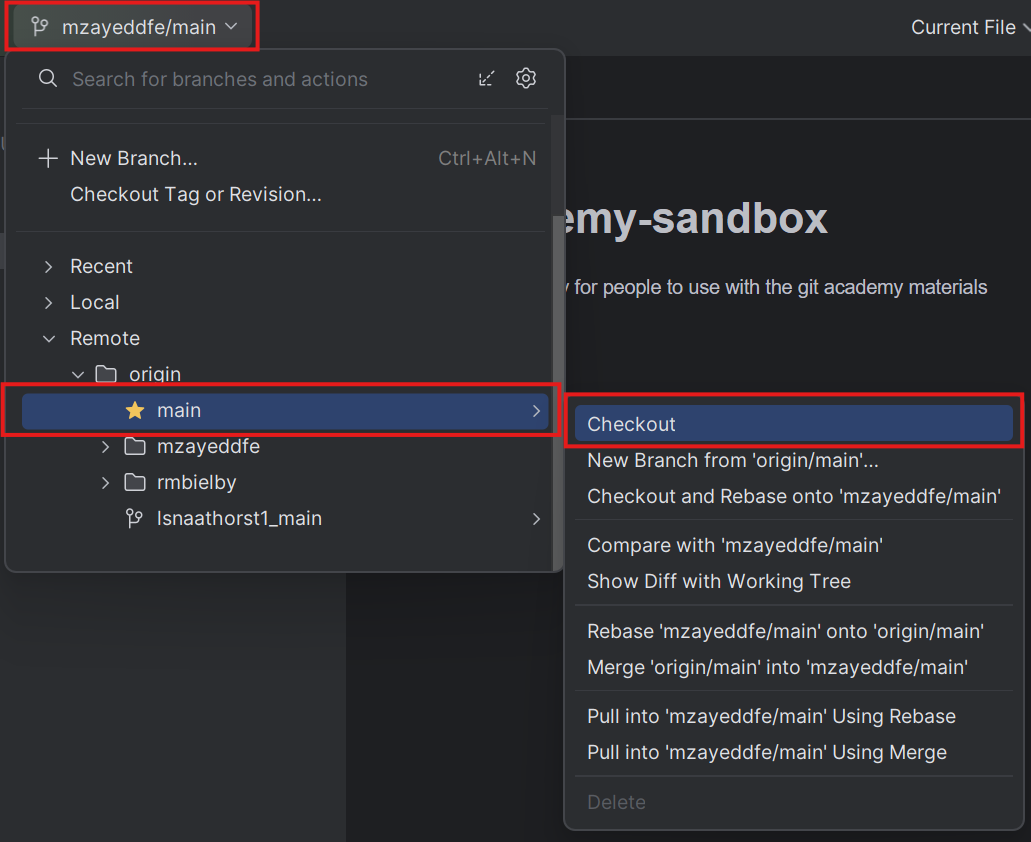 mzayeddfe/main
Current File
Search for branches and actions
New Branch... Ctrl+Alt+N
Checkout Tag or Revision...
emy-sandbox
Recent
for people to use with the git academy materials
Local
Remote
origin
main
mzayeddfe
rmbielby
lsnaathorst1_main
Checkout
New Branch from 'origin/main'...
Checkout and Rebase onto 'mzayeddfe/main'
Compare with 'mzayeddfe/main'
Show Diff with Working Tree
Rebase 'mzayeddfe/main' onto 'origin/main'
Merge 'origin/main' into 'mzayeddfe/main'
Pull into 'mzayeddfe/main' Using Rebase
Pull into 'mzayeddfe/main' Using Merge
Delete